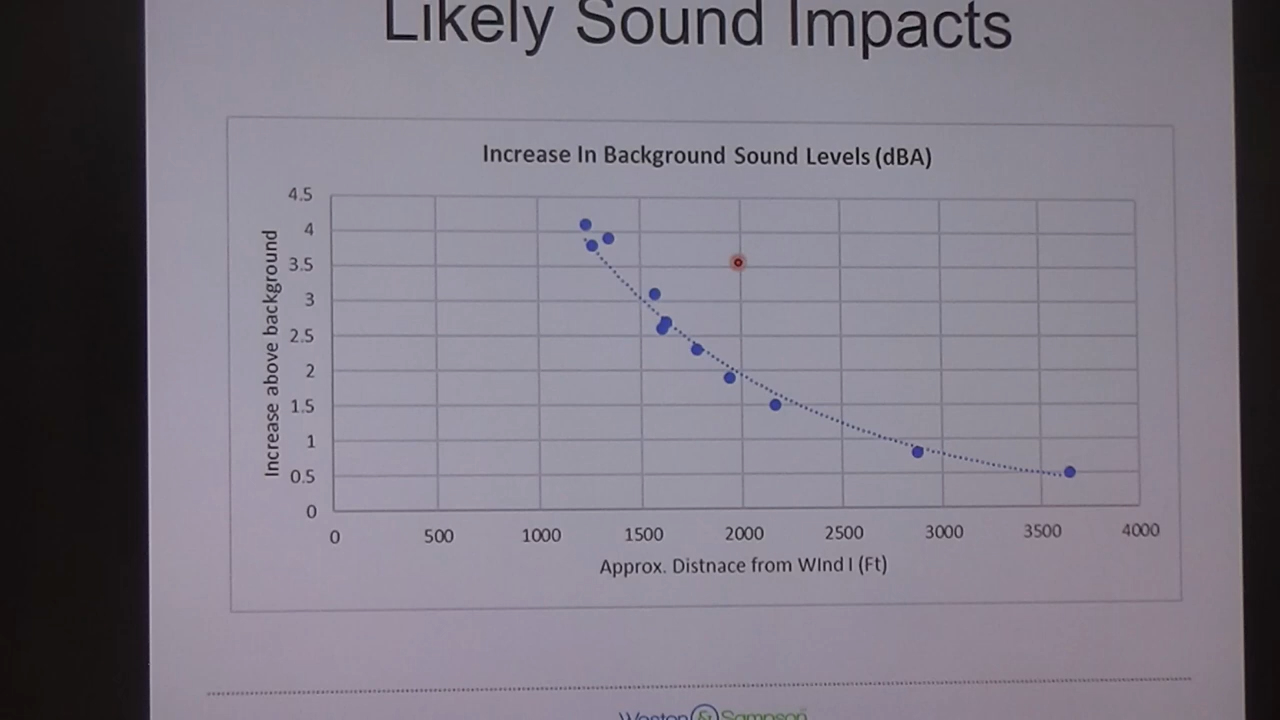 Likely Sound Impacts
Increase In Background Sound Levels (dBA)
Increase above background
4.5
4
3.5
3
2.5
2
1.5
1
0.5
0
0 500 1000 1500 2000 2500 3000 3500 4000
Approx. Distnace from WInd I (Ft)
Weston & Sampson